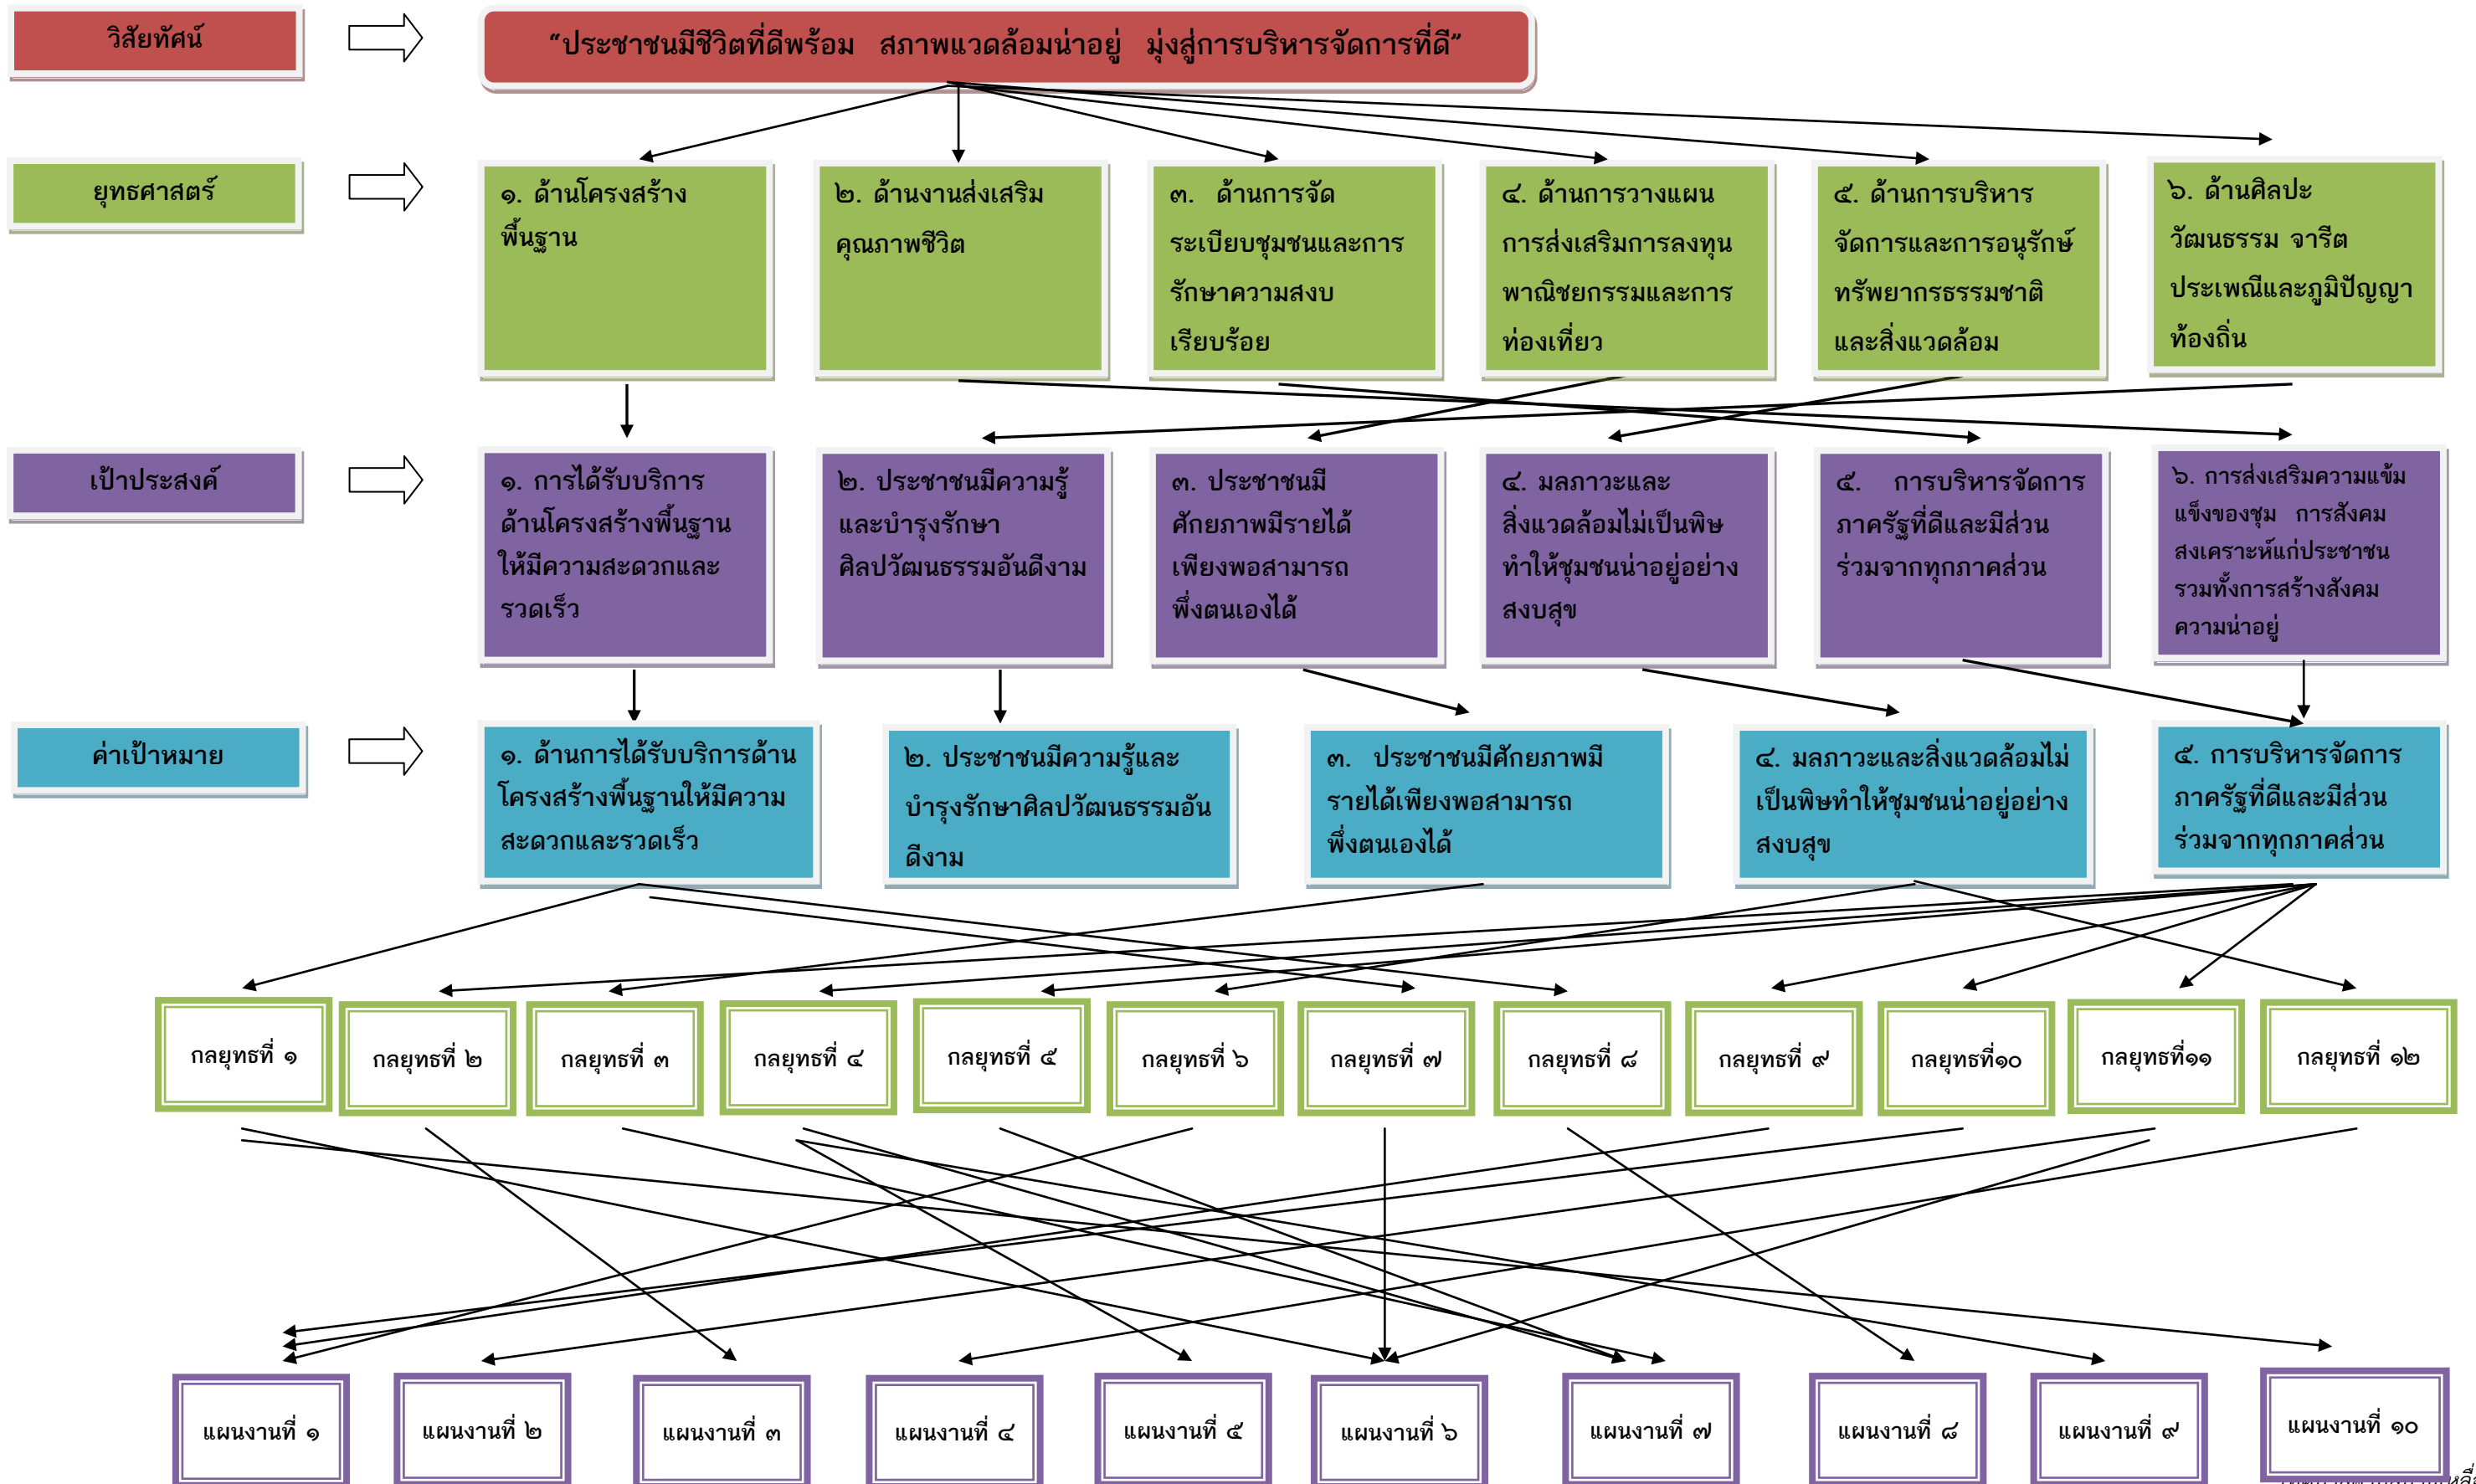 วิสัยทัศน์
“ประชาชนมีชีวิตที่ดีพร้อม สภาพแวดล้อมน่าอยู่ มุ่งสู่การบริหารจัดการที่ดี”
ยุทธศาสตร์
๑. ด้านโครงสร้าง
พื้นฐาน
๒. ด้านงานส่งเสริม
คุณภาพชีวิต
๓. ด้านการจัด
ระเบียบชุมชนและการ
รักษาความสงบ
เรียบร้อย
๔. ด้านการวางแผน
การส่งเสริมการลงทุน
พาณิชยกรรมและการ
ท่องเที่ยว
๕. ด้านการบริหาร
จัดการและการอนุรักษ์
ทรัพยากรธรรมชาติ
และสิ่งแวดล้อม
๖. ด้านศิลปะ
วัฒนธรรม จารีต
ประเพณีและภูมิปัญญา
ท้องถิ่น
เป้าประสงค์
๑. การได้รับบริการ
ด้านโครงสร้างพื้นฐาน
ให้มีความสะดวกและ
รวดเร็ว
๒. ประชาชนมีความรู้
และบำรุงรักษา
ศิลปวัฒนธรรมอันดีงาม
๓. ประชาชนมี
ศักยภาพมีรายได้
เพียงพอสามารถ
พึ่งตนเองได้
๔. มลภาวะและ
สิ่งแวดล้อมไม่เป็นพิษ
ทำให้ชุมชนน่าอยู่อย่าง
สงบสุข
๕. การบริหารจัดการ
ภาครัฐที่ดีและมีส่วน
ร่วมจากทุกภาคส่วน
๖. การส่งเสริมความแข้ม
แข็งของชุม การสังคม
สงเคราะห์แก่ประชาชน
รวมทั้งการสร้างสังคม
ความน่าอยู่
ค่าเป้าหมาย
๑. ด้านการได้รับบริการด้าน
โครงสร้างพื้นฐานให้มีความ
สะดวกและรวดเร็ว
๒. ประชาชนมีความรู้และ
บำรุงรักษาศิลปวัฒนธรรมอัน
ดีงาม
๓. ประชาชนมีศักยภาพมี
รายได้เพียงพอสามารถ
พึ่งตนเองได้
๔. มลภาวะและสิ่งแวดล้อมไม่
เป็นพิษทำให้ชุมชนน่าอยู่อย่าง
สงบสุข
๕. การบริหารจัดการ
ภาครัฐที่ดีและมีส่วน
ร่วมจากทุกภาคส่วน
กลยุทธที่ ๑
กลยุทธที่ ๒
กลยุทธที่ ๓
กลยุทธที่ ๔
กลยุทธที่ ๕
กลยุทธที่ ๖
กลยุทธที่ ๗
กลยุทธที่ ๘
กลยุทธที่ ๙
กลยุทธที่๑๐
กลยุทธที่๑๑
กลยุทธที่ ๑๒
แผนงานที่ ๑
แผนงานที่ ๒
แผนงานที่ ๓
แผนงานที่ ๔
แผนงานที่ ๕
แผนงานที่ ๖
แผนงานที่ ๗
แผนงานที่ ๘
แผนงานที่ ๙
แผนงานที่ ๑๐